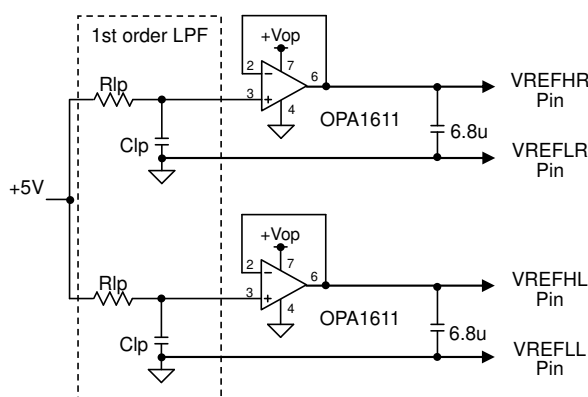 1st order LPF
+Vop
Rlp
2
7
6
3
4
OPA1611
VREFHR
Pin
Clp
6.8u
VREFLR
Pin
+5V
+Vop
Rlp
2
7
6
3
4
OPA1611
VREFHL
Pin
Clp
6.8u
VREFLL
Pin